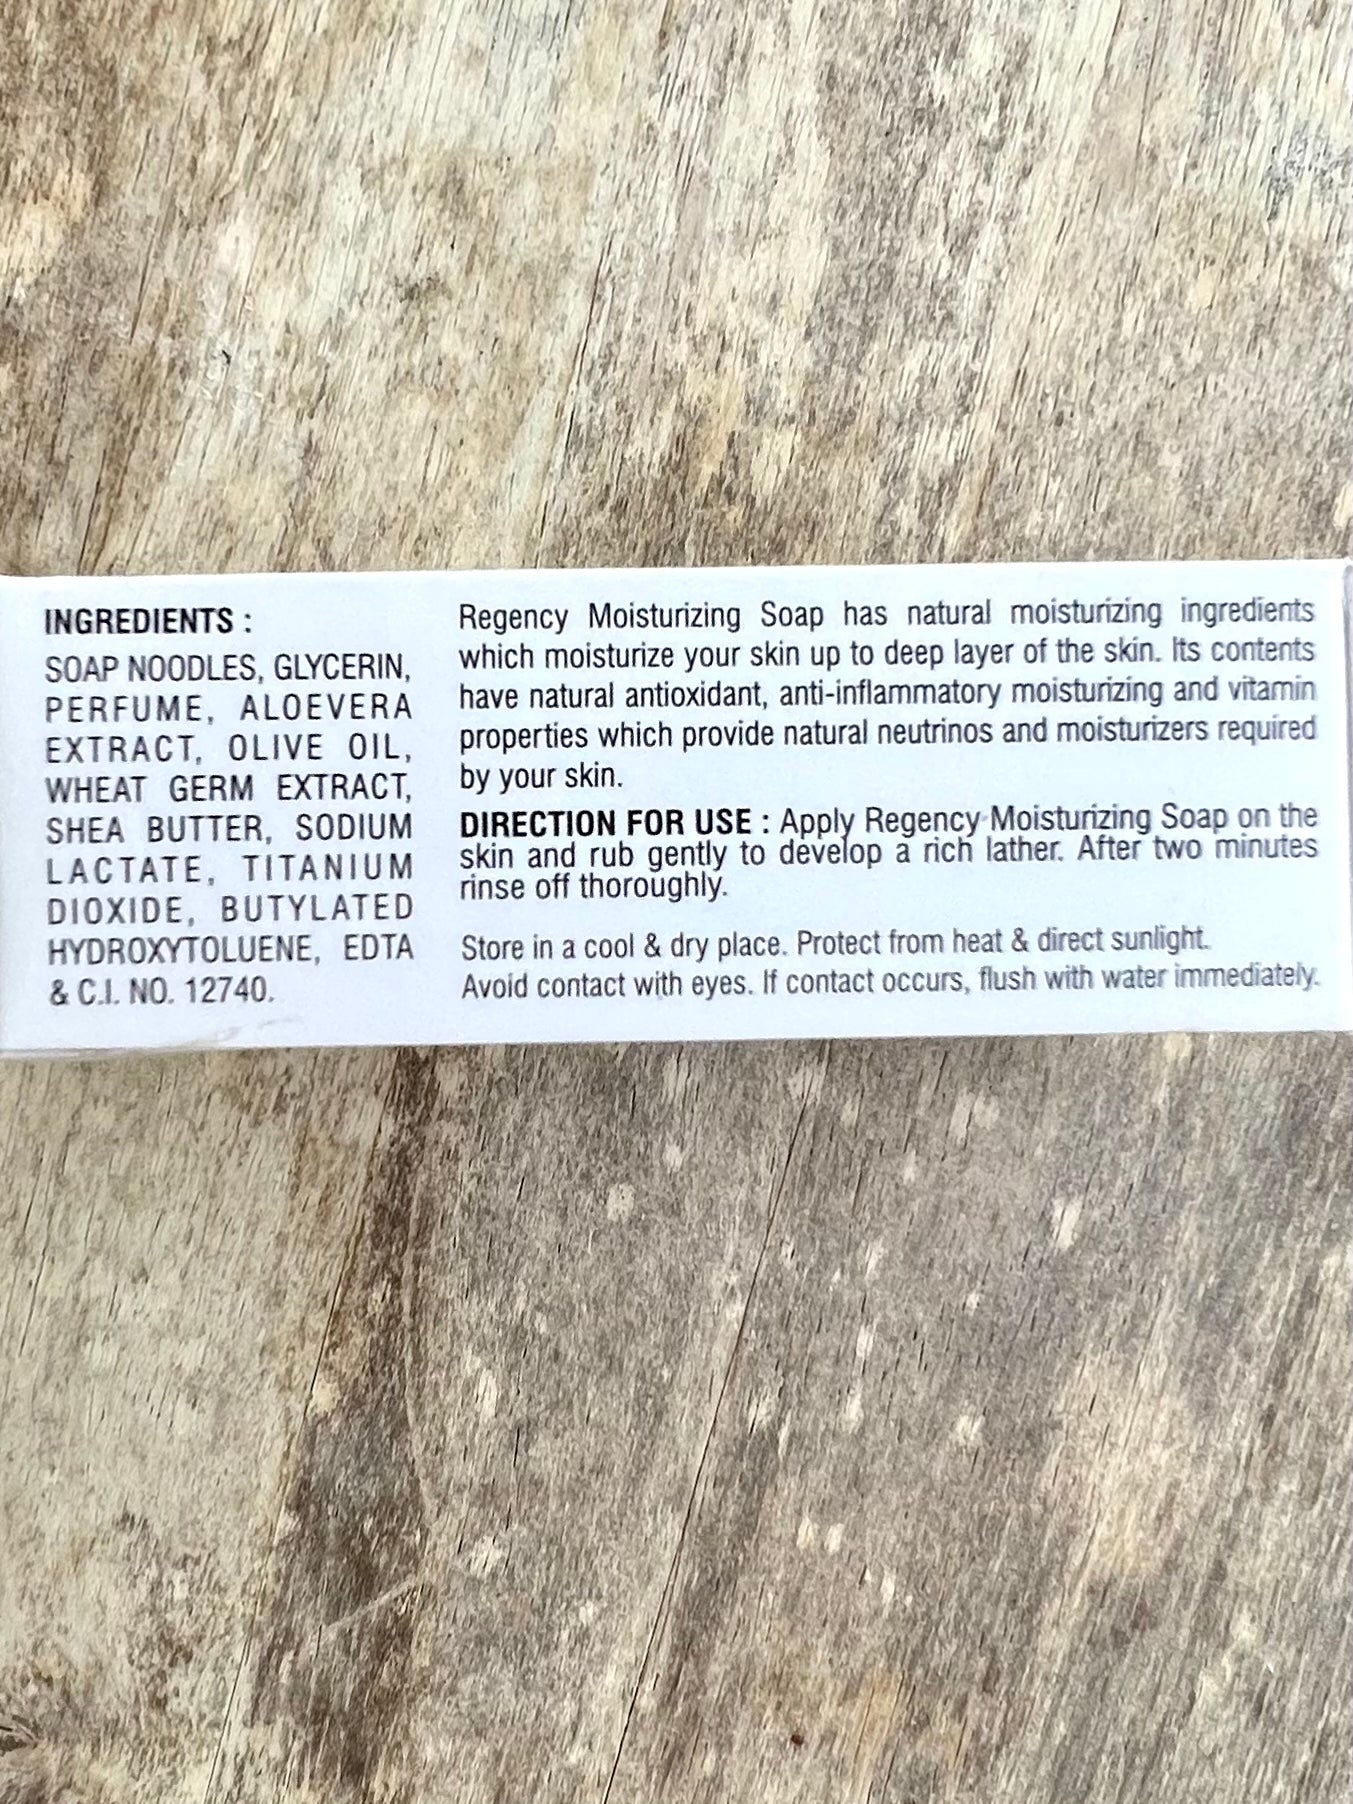 INGREDIENTS :
SOAP NOODLES, GLYCERIN,
PERFUME, ALOEVERA
EXTRACT, OLIVE OIL,
WHEAT GERM EXTRACT,
SHEA BUTTER, SODIUM
LACTATE, TITANIUM
DIOXIDE, BUTYLATED
HYDROXYTOLUENE, EDTA
& C.I. NO. 12740.
Regency Moisturizing Soap has natural moisturizing ingredients
which moisturize your skin up to deep layer of the skin. Its contents
have natural antioxidant, anti-inflammatory moisturizing and vitamin
properties which provide natural neutrinos and moisturizers required
by your skin.
DIRECTION FOR USE : Apply Regency Moisturizing Soap on the
skin and rub gently to develop a rich lather. After two minutes
rinse off thoroughly.
Store in a cool & dry place. Protect from heat & direct sunlight.
Avoid contact with eyes. If contact occurs, flush with water immediately.